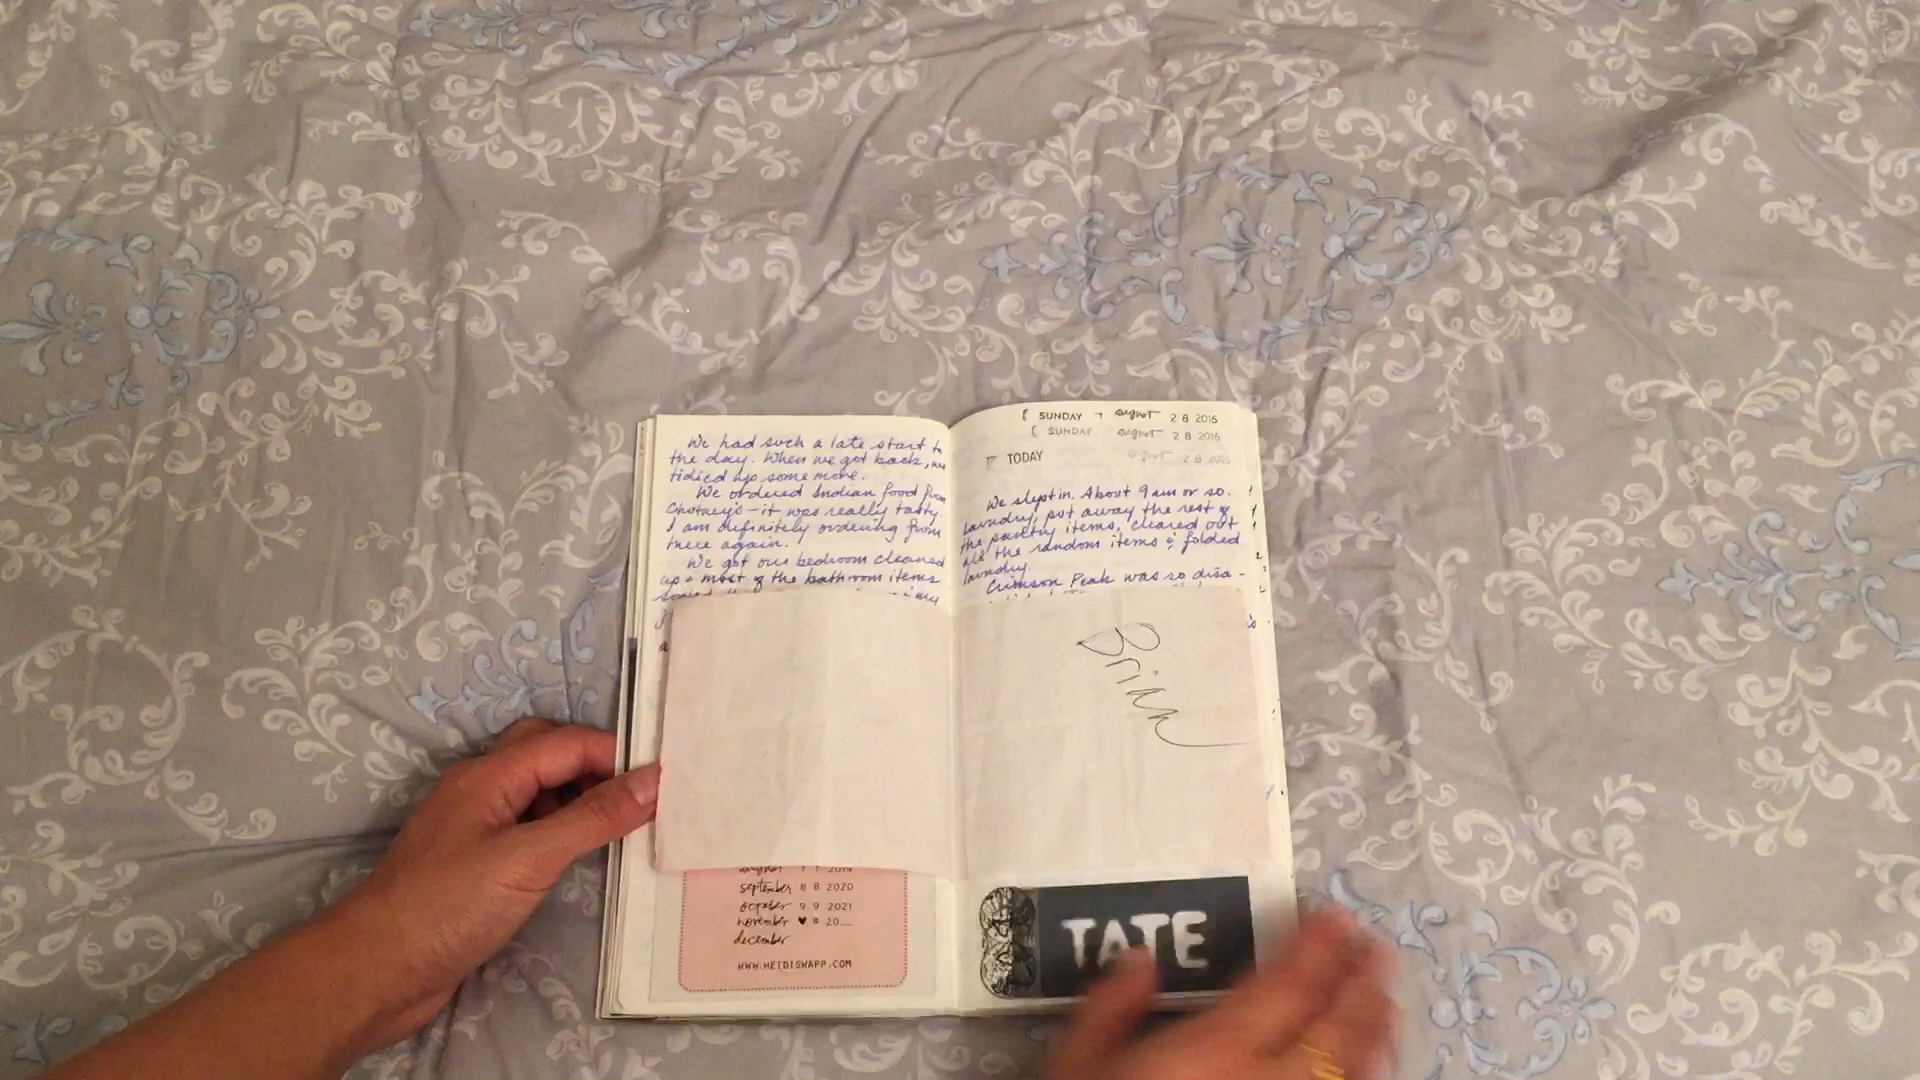 We had such a late start to
the day. When we got back, we
tidied up some more.
We ordered Indian food from
Chutney's - it was really tasty.
I am definitely ordering from
there again.
We got our bedroom cleaned
up & most of the bathroom items
september 8 8 2020
october 9 9 2021
november ♥ * 20__
december
WWW.HEIDISWAPP.COM
SUNDAY august 28 2016
SUNDAY august 28 2016
TODAY august 28 2016
We slept in. About 9 am or so.
laundry, put away the rest of
the pantry items, cleared out
all the random items & folded
laundry.
Crimson Peak was so disa-
Brian
TATE